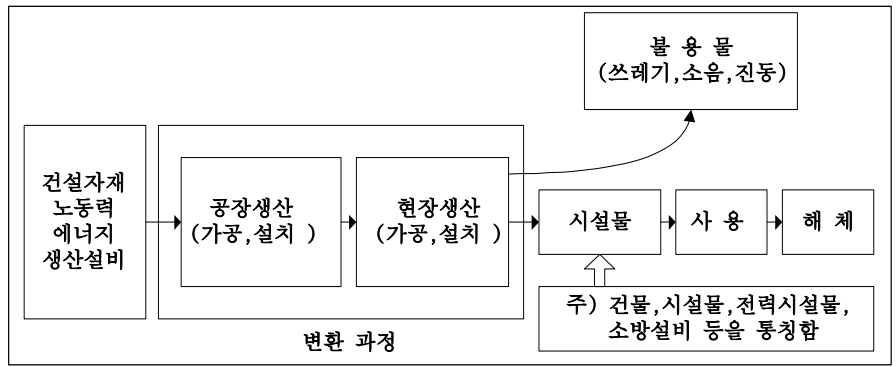 불 용 물
(쓰레기,소음,진동)
건설자재
노동력
에너지
생산설비
공장생산
(가공,설치 )
현장생산
(가공,설치 )
시설물
사 용
해 체
주) 건물,시설물,전력시설물,
소방설비 등을 통칭함
변환 과정